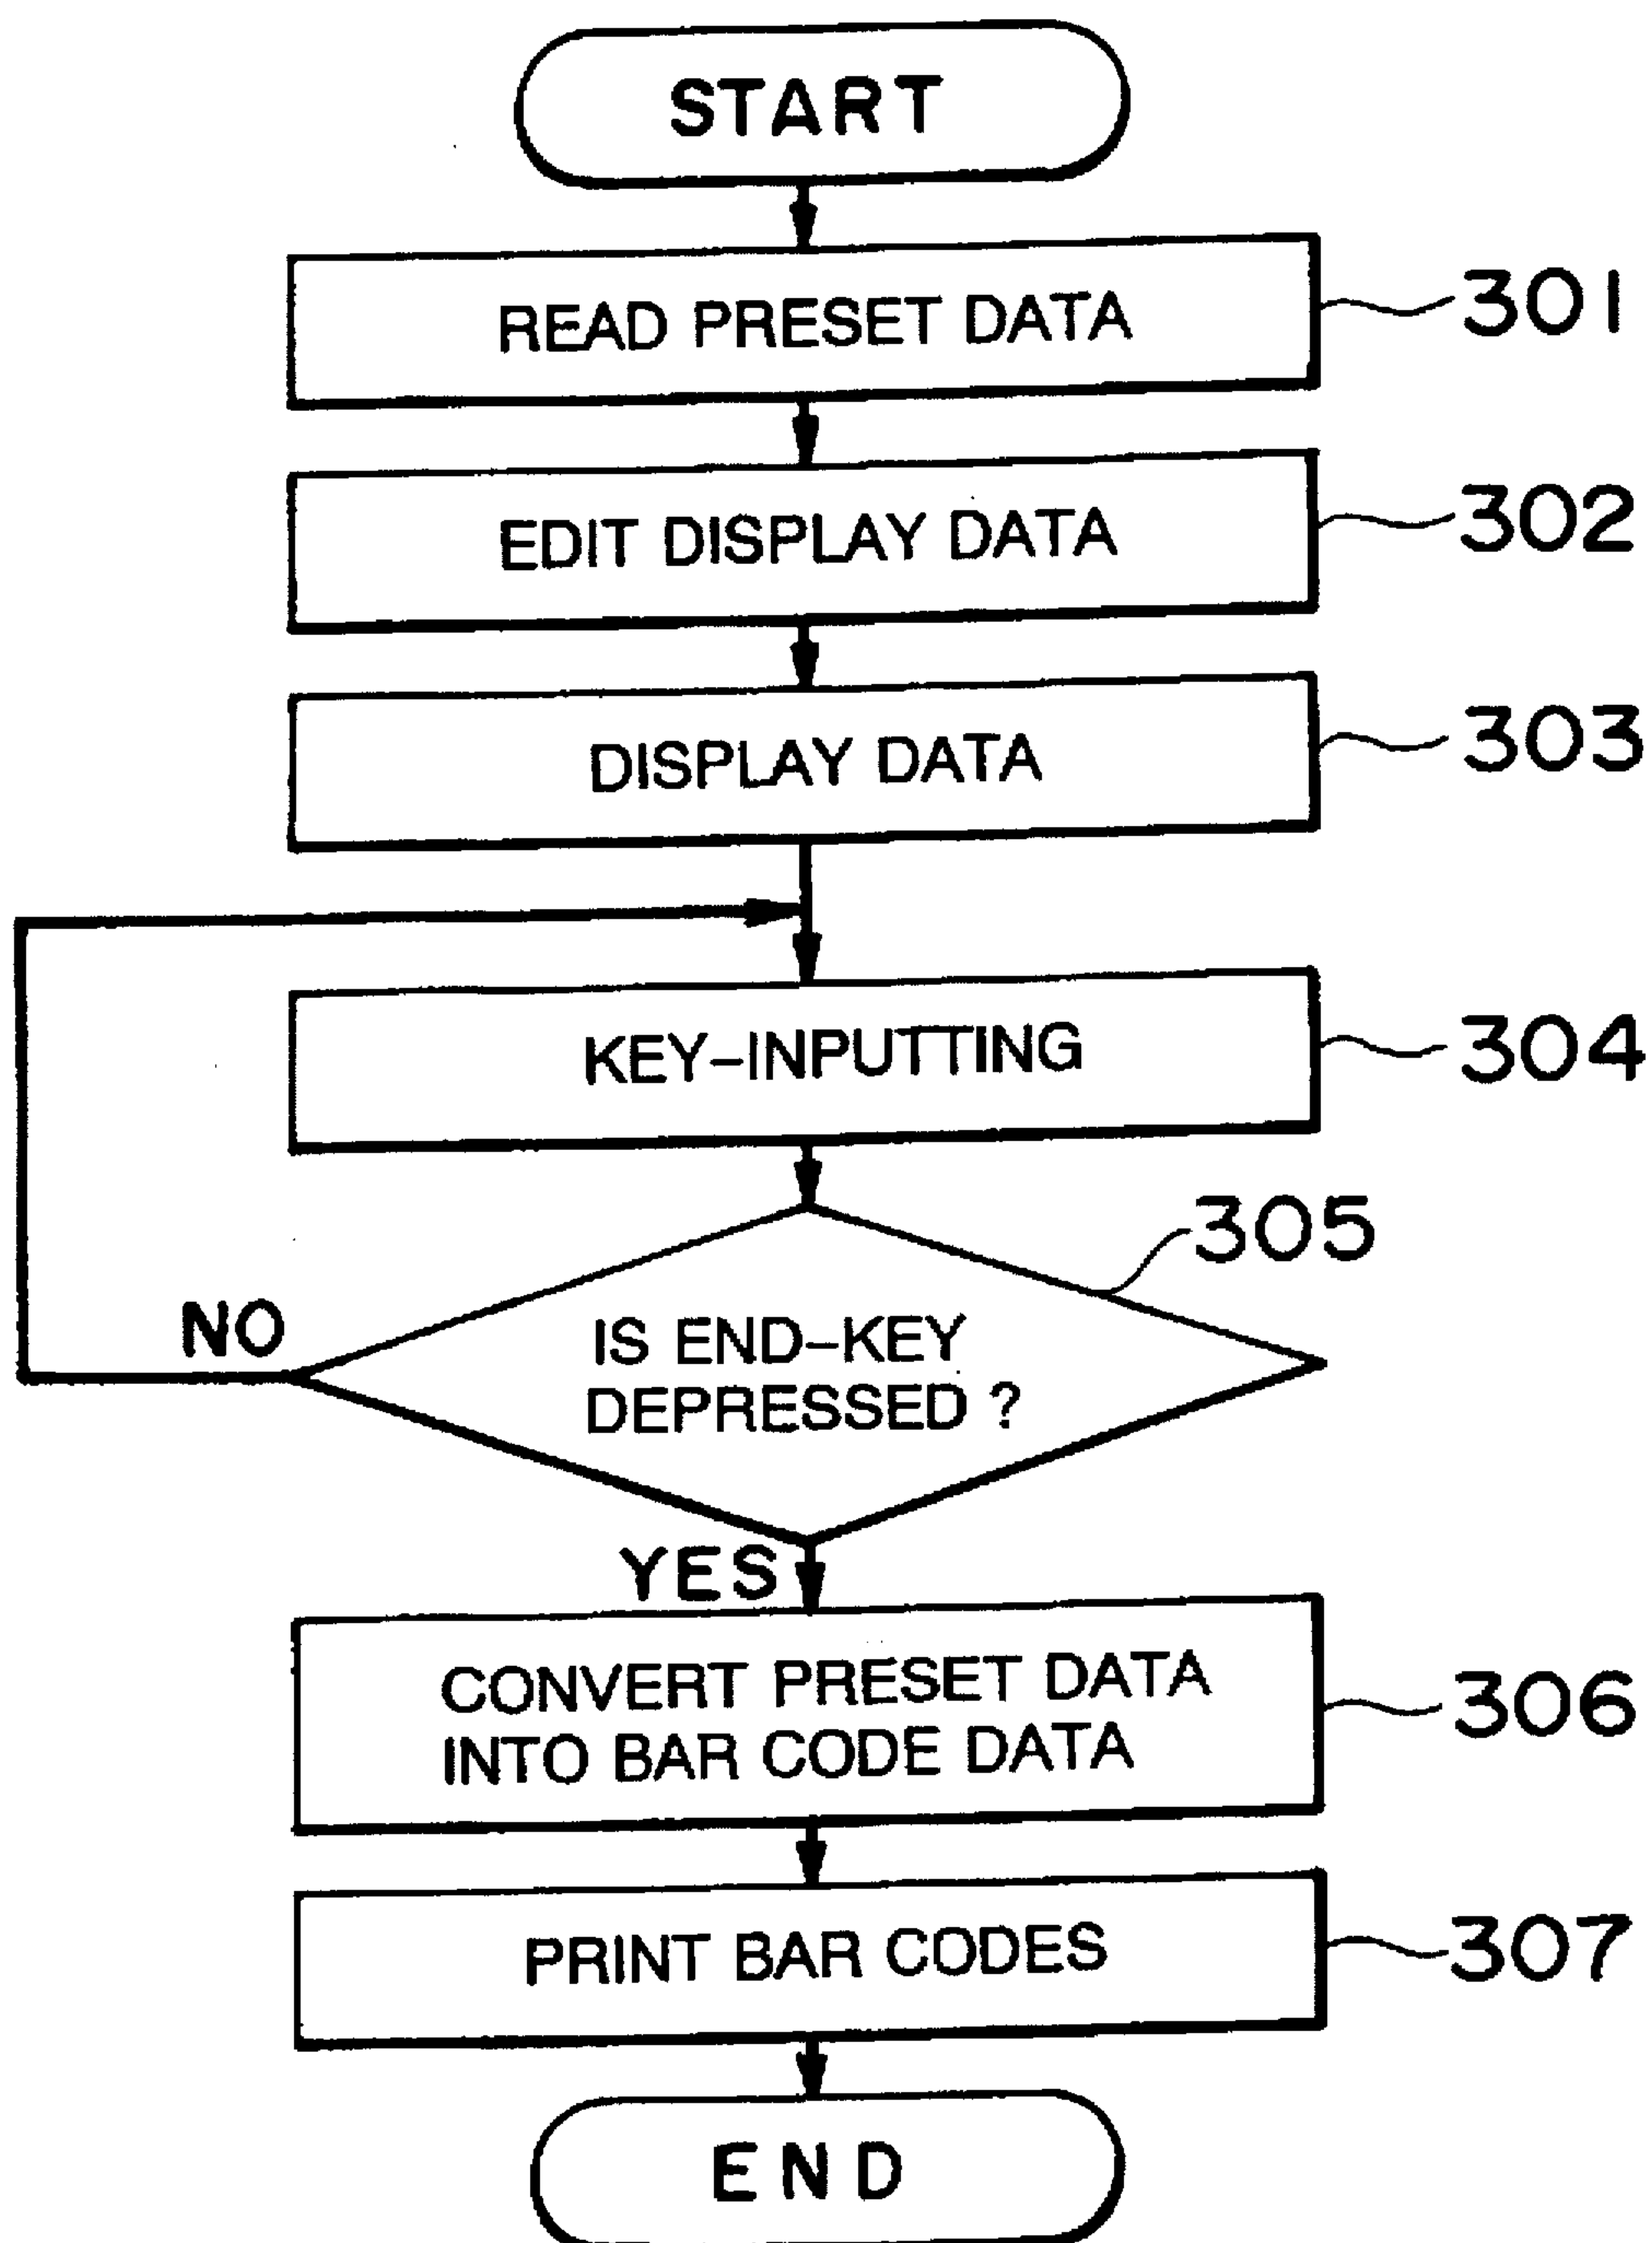 START
READ PRESET DATA
301
EDIT DISPLAY DATA
302
DISPLAY DATA
303
KEY–INPUTTING
304
305
NO
IS END–KEY
DEPRESSED ?
YES
CONVERT PRESET DATA
INTO BAR CODE DATA
306
PRINT BAR CODES
307
END